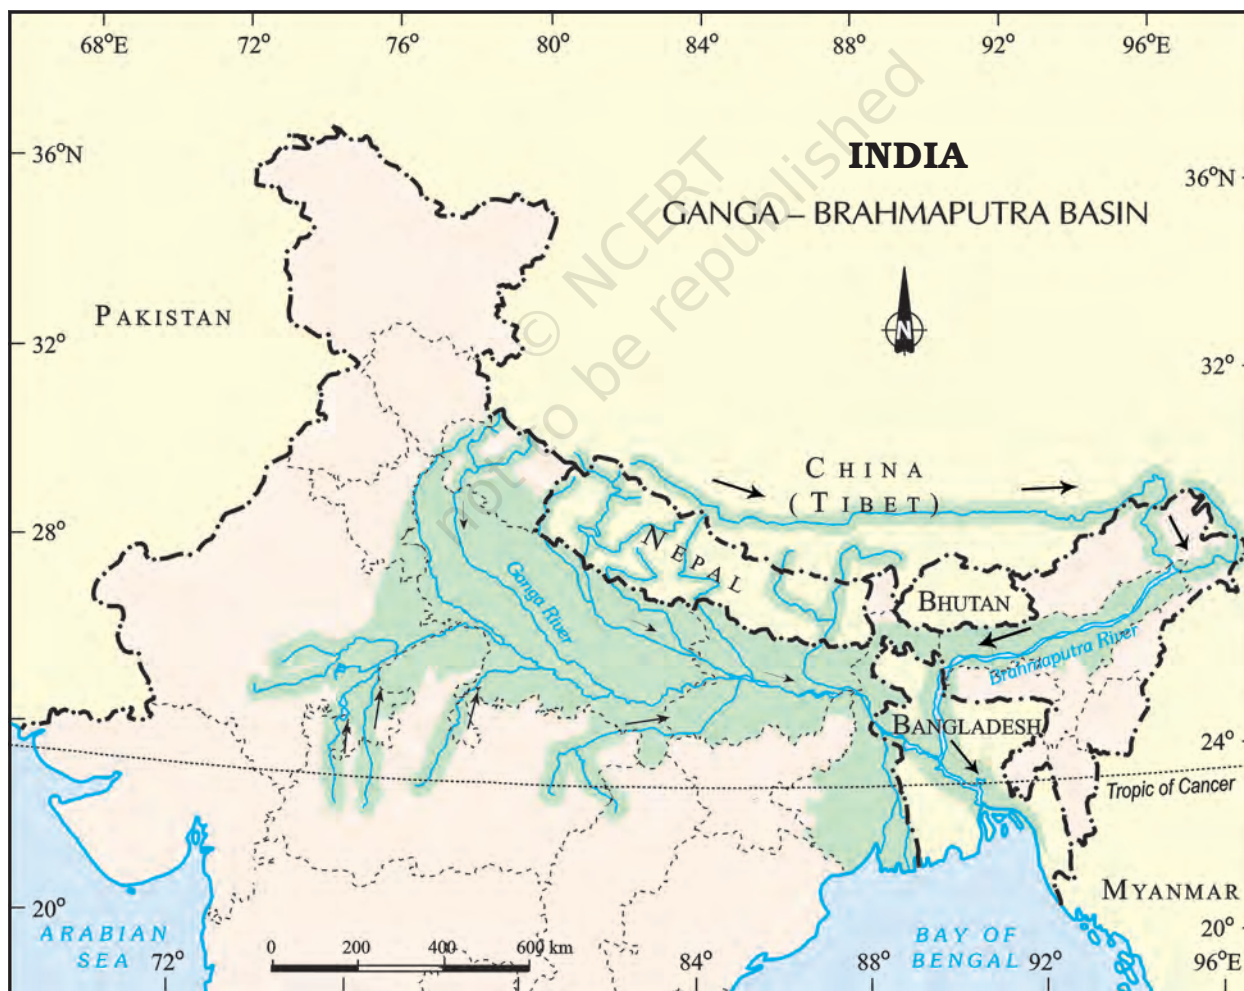 68°E 72° 76° 80° 84° 88° 92° 96°E
36°N
INDIA
36°N
GANGA – BRAHMAPUTRA BASIN
© NCERT
not to be republished
N
PAKISTAN
32°
32°
CHINA
(TIBET)
28°
28°
NEPAL
Ganga River
BHUTAN
Brahmaputra River
BANGLADESH
24°
Tropic of Cancer
MYANMAR
20°
20°
ARABIAN
SEA
0 200 400 600 km
BAY OF
BENGAL
72° 84° 88° 92° 96°E